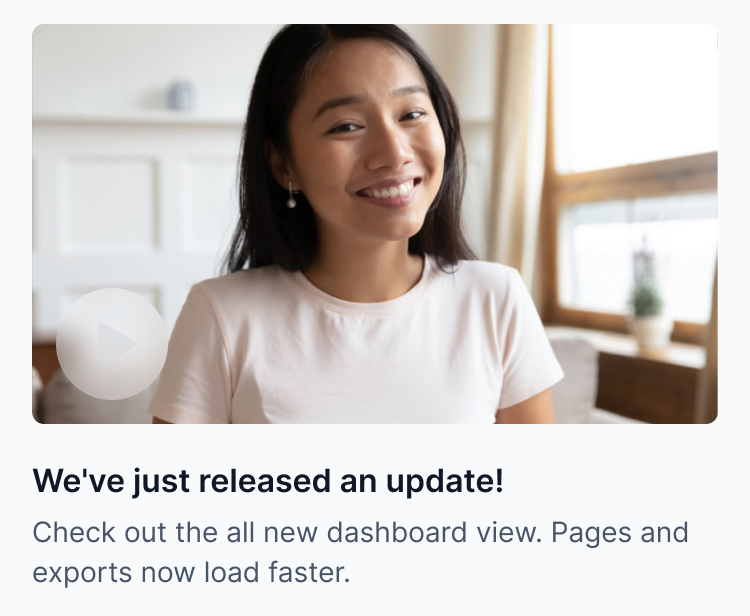 We've just released an update!
Check out the all new dashboard view. Pages and
exports now load faster.